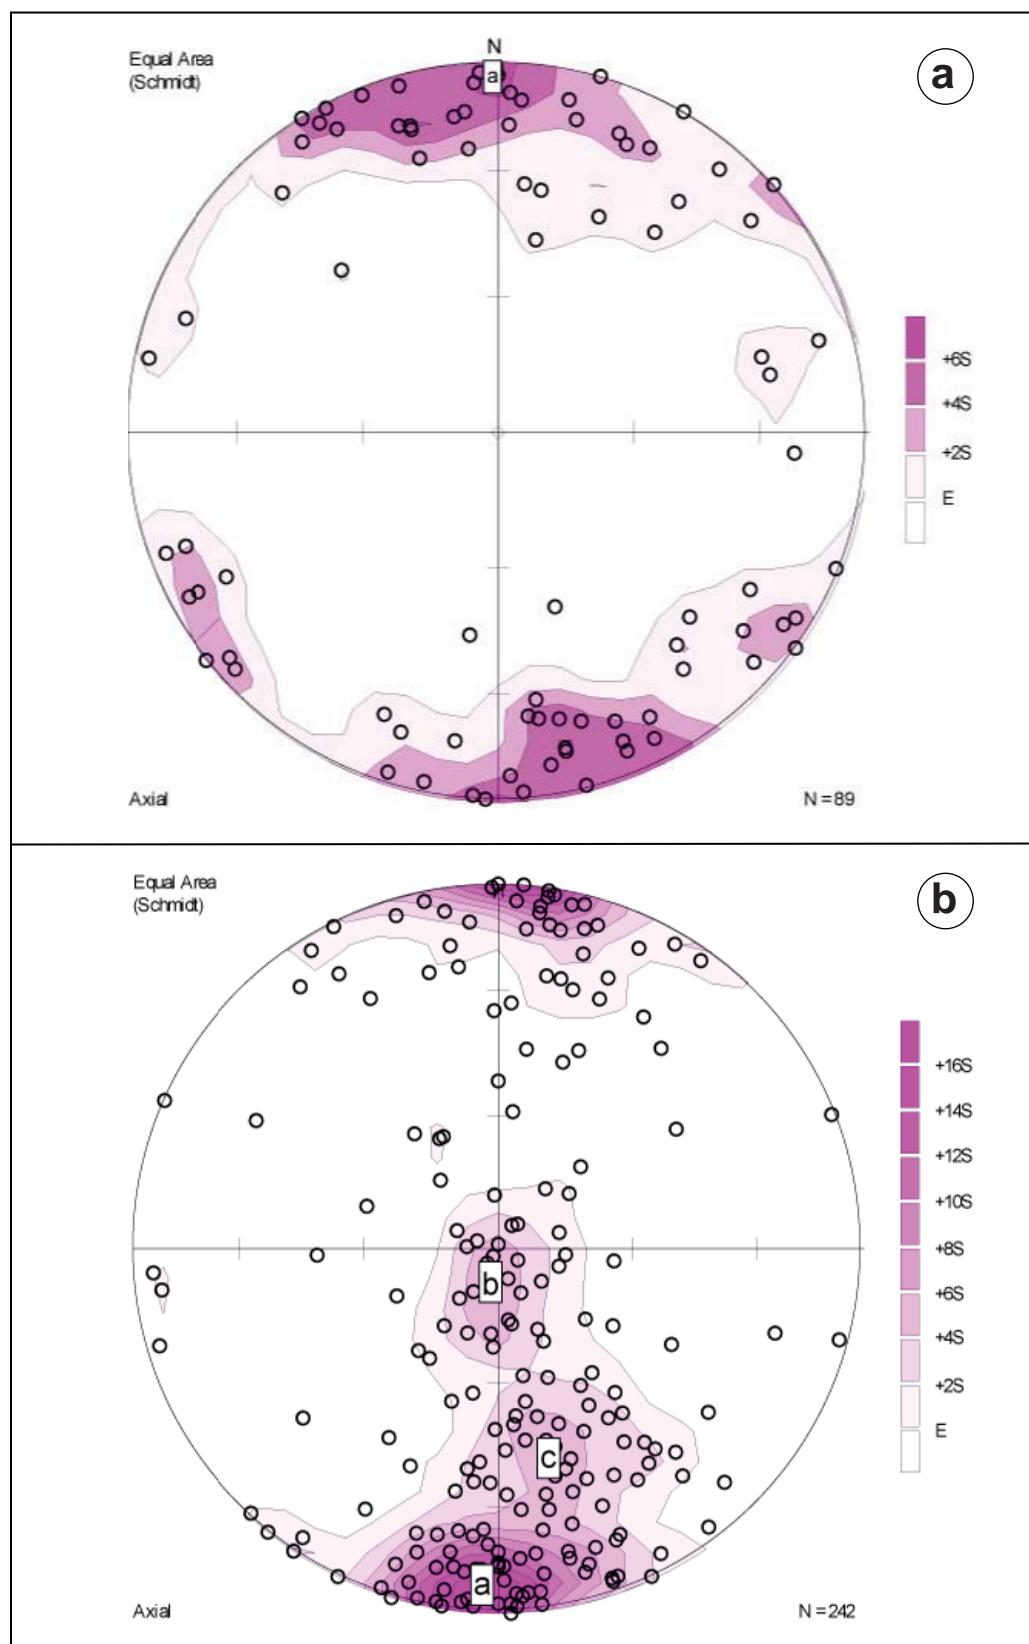 Equal Area
(Schmidt)
N
a
a
+6S
+4S
+2S
E
Axial
N = 89
Equal Area
(Schmidt)
b
N
+16S
+14S
+12S
+10S
+8S
+6S
+4S
+2S
E
b
c
a
Axial
N = 242